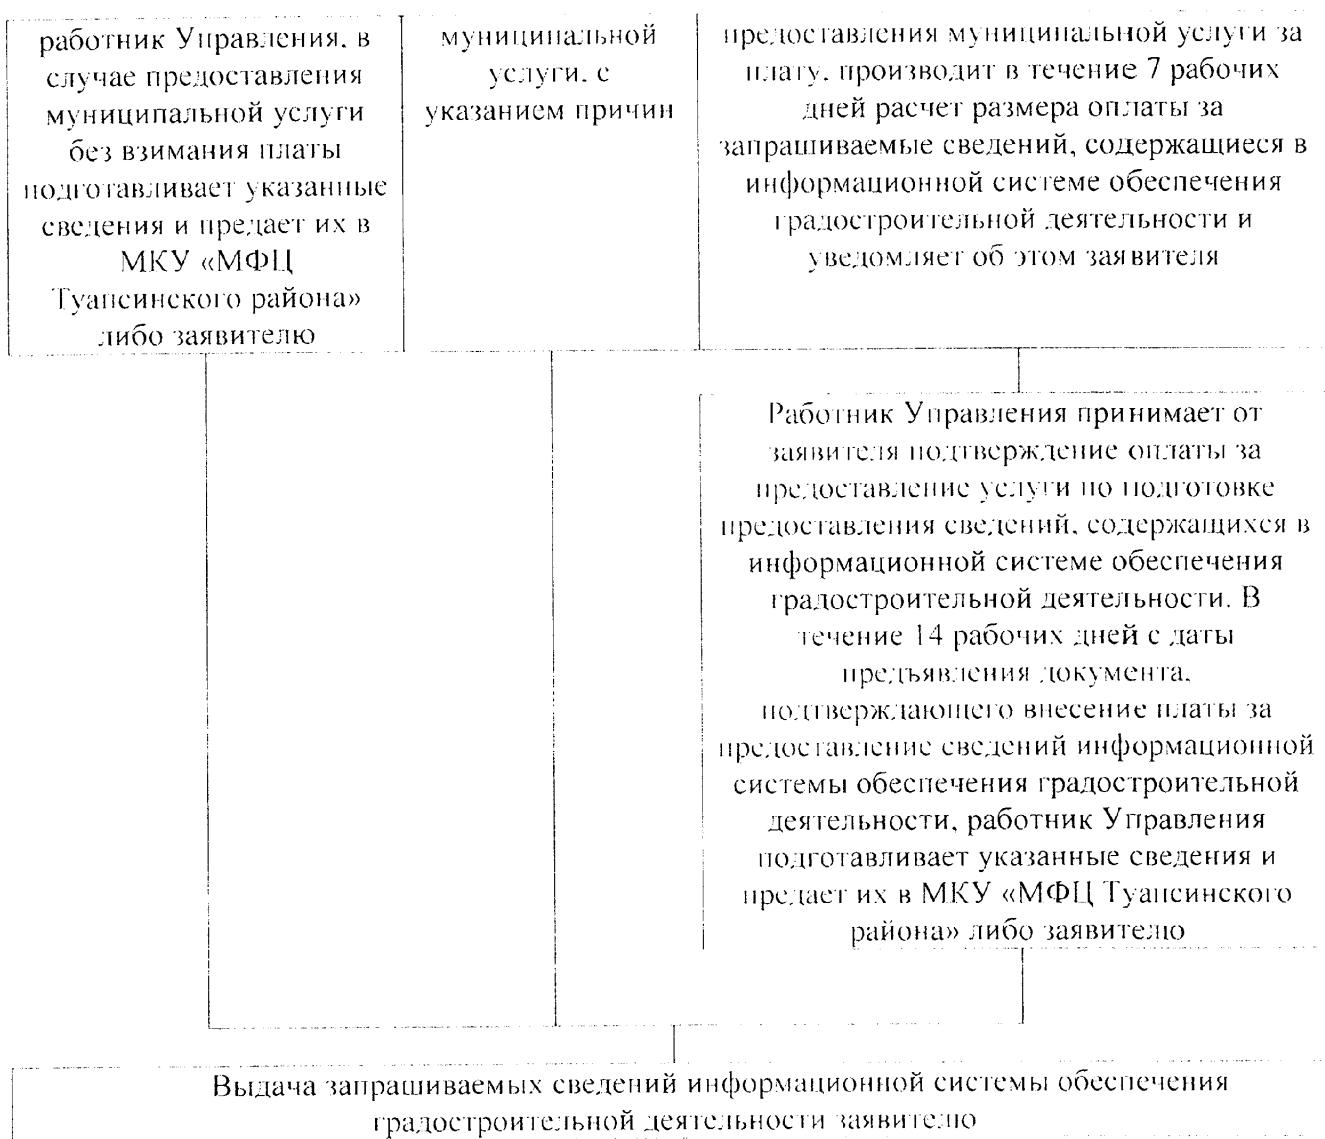 работник Управления, в
случае предоставления
муниципальной услуги
без взимания платы
подготавливает указанные
сведения и предает их в
МКУ «МФЦ
Туапсинского района»
либо заявителю
муниципальной
услуги, с
указанием причин
предоставления муниципальной услуги за
плату, производит в течение 7 рабочих
дней расчет размера оплаты за
запрашиваемые сведений, содержащиеся в
информационной системе обеспечения
градостроительной деятельности и
уведомляет об этом заявителя
Работник Управления принимает от
заявителя подтверждение оплаты за
предоставление услуги по подготовке
предоставления сведений, содержащихся в
информационной системе обеспечения
градостроительной деятельности. В
течение 14 рабочих дней с даты
предъявления документа,
подтверждающего внесение платы за
предоставление сведений информационной
системы обеспечения градостроительной
деятельности, работник Управления
подготавливает указанные сведения и
предает их в МКУ «МФЦ Туапсинского
района» либо заявителю
Выдача запрашиваемых сведений информационной системы обеспечения
градостроительной деятельности заявителю